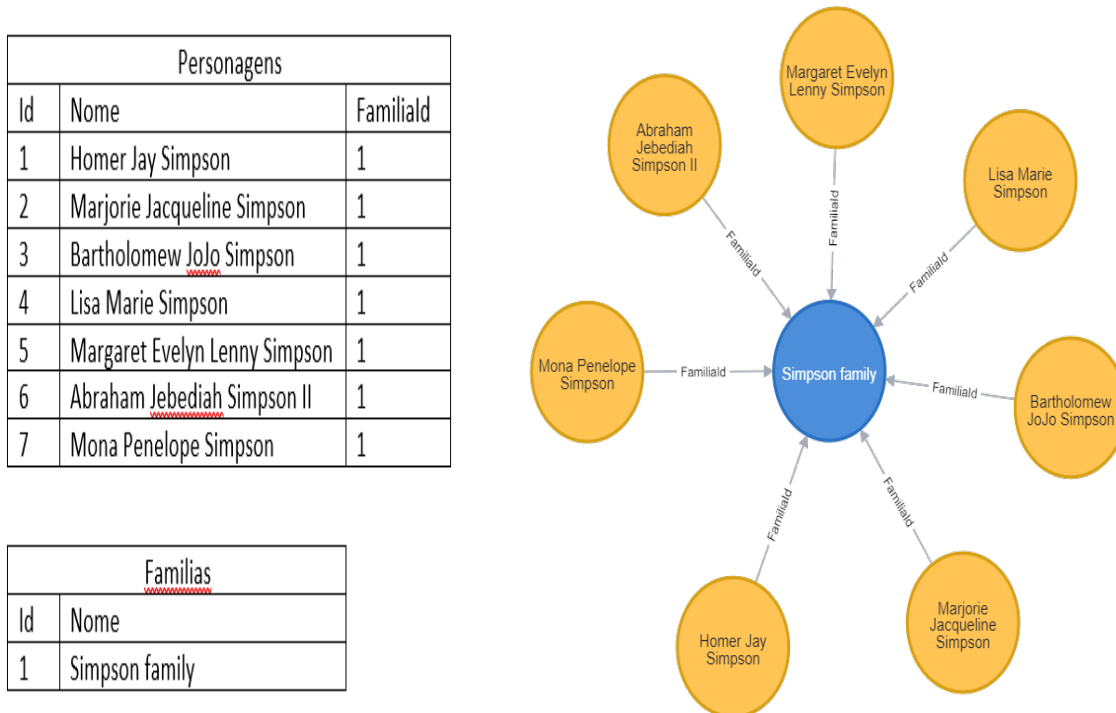 Personagens
Id Nome FamiliaId
1 Homer Jay Simpson 1
2 Marjorie Jacqueline Simpson 1
3 Bartholomew JoJo Simpson 1
4 Lisa Marie Simpson 1
5 Margaret Evelyn Lenny Simpson 1
6 Abraham Jebediah Simpson II 1
7 Mona Penelope Simpson 1
Familias
Id Nome
1 Simpson family
Margaret Evelyn
Lenny Simpson
Abraham
Jebediah
Simpson II
Lisa Marie
Simpson
FamiliaId
FamiliaId
FamiliaId
Mona Penelope
Simpson
FamiliaId
Simpson family
FamiliaId
Bartholomew
JoJo Simpson
FamiliaId
FamiliaId
Homer Jay
Simpson
Marjorie
Jacqueline
Simpson